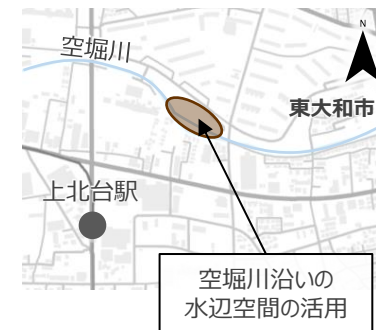 N
空堀川
東大和市
上北台駅
空堀川沿いの
水辺空間の活用